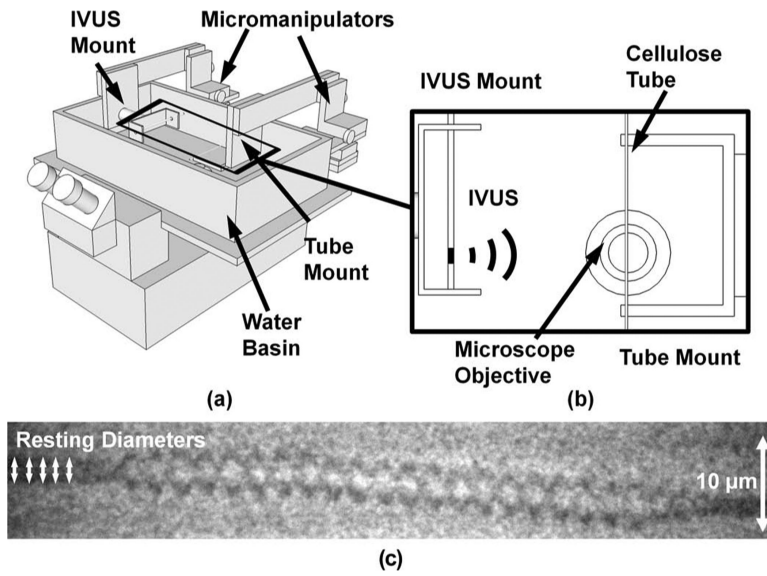 IVUS
Mount
Micromanipulators
Tube
Mount
Water
Basin
(a)
IVUS Mount
Cellulose
Tube
IVUS
Microscope
Objective
Tube Mount
(b)
Resting Diameters
10 µm
(c)